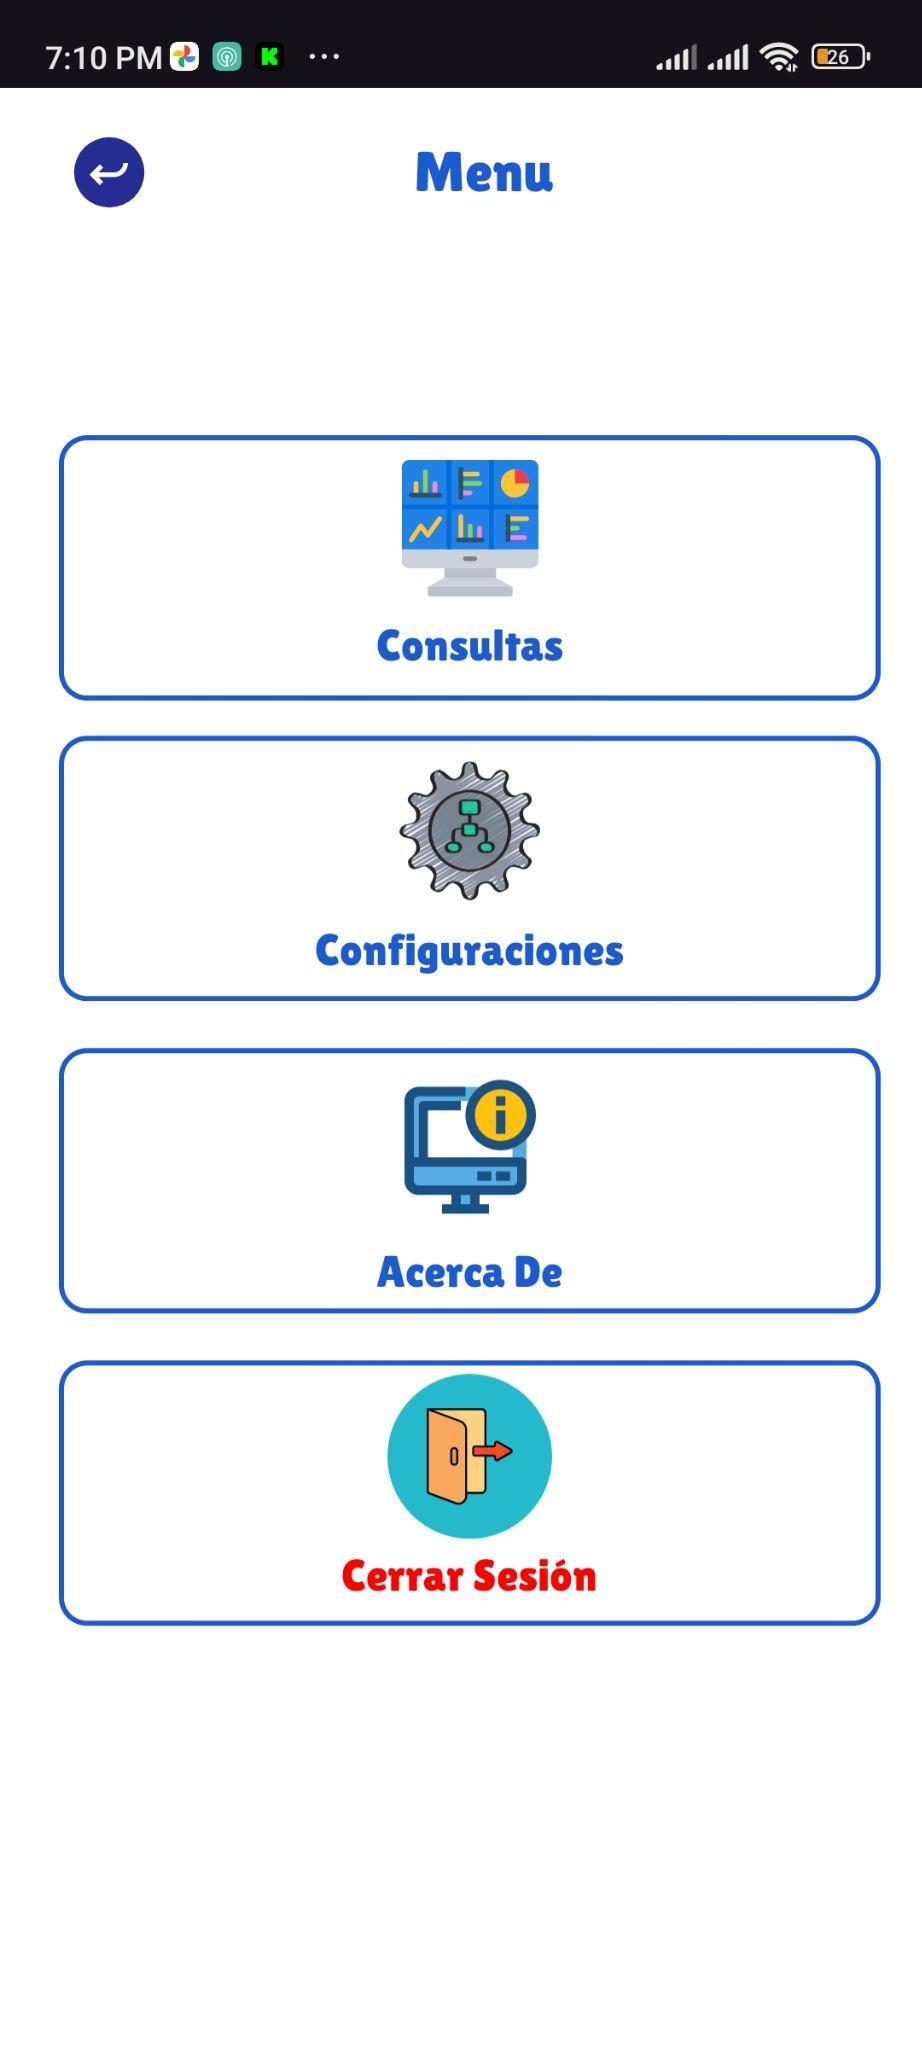 7:10 PM
26
Menu
Consultas
Configuraciones
Acerca De
Cerrar Sesión